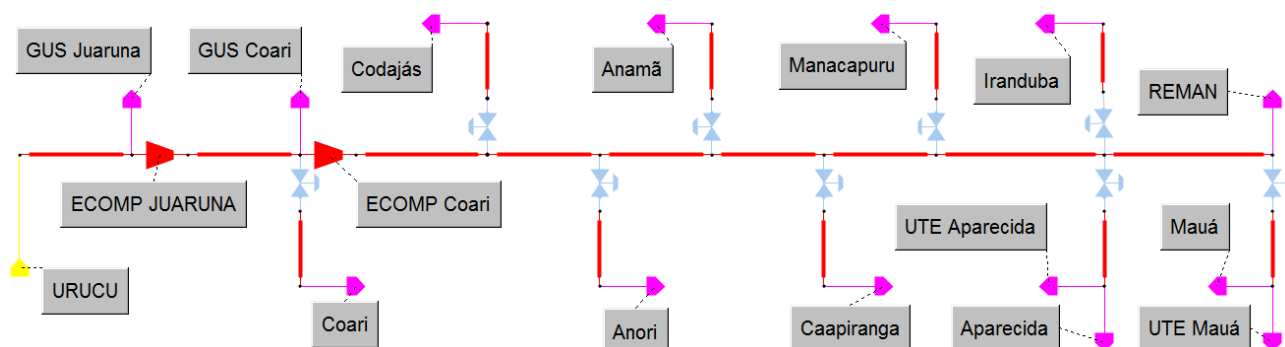 GUS Juaruna
GUS Coari
Codajás
Anamã
Manacapuru
Iranduba
REMAN
ECOMP JUARUNA
ECOMP Coari
UTE Aparecida
Mauá
URUCU
Coari
Anori
Caapiranga
Aparecida
UTE Mauá